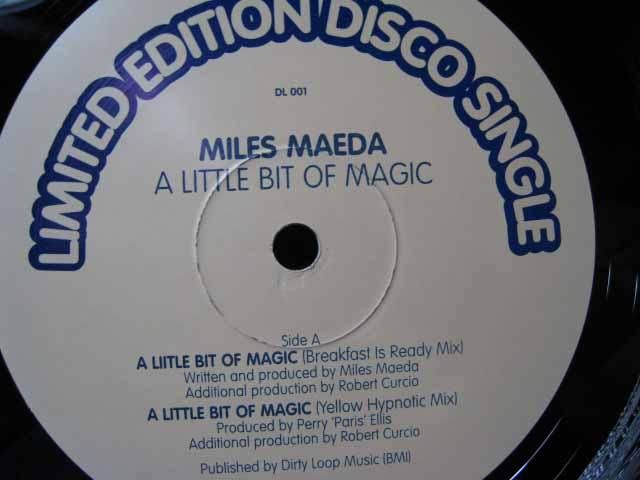 LIMITED EDITION DISCO SINGLE
DL 001
MILES MAEDA
A LITTLE BIT OF MAGIC
Side A
A LIITLE BIT OF MAGIC (Breakfast Is Ready Mix)
Written and produced by Miles Maeda
Additional production by Robert Curcio
A LITTLE BIT OF MAGIC (Yellow Hypnotic Mix)
Produced by Perry 'Paris' Ellis
Additional production by Robert Curcio
Published by Dirty Loop Music (BMI)